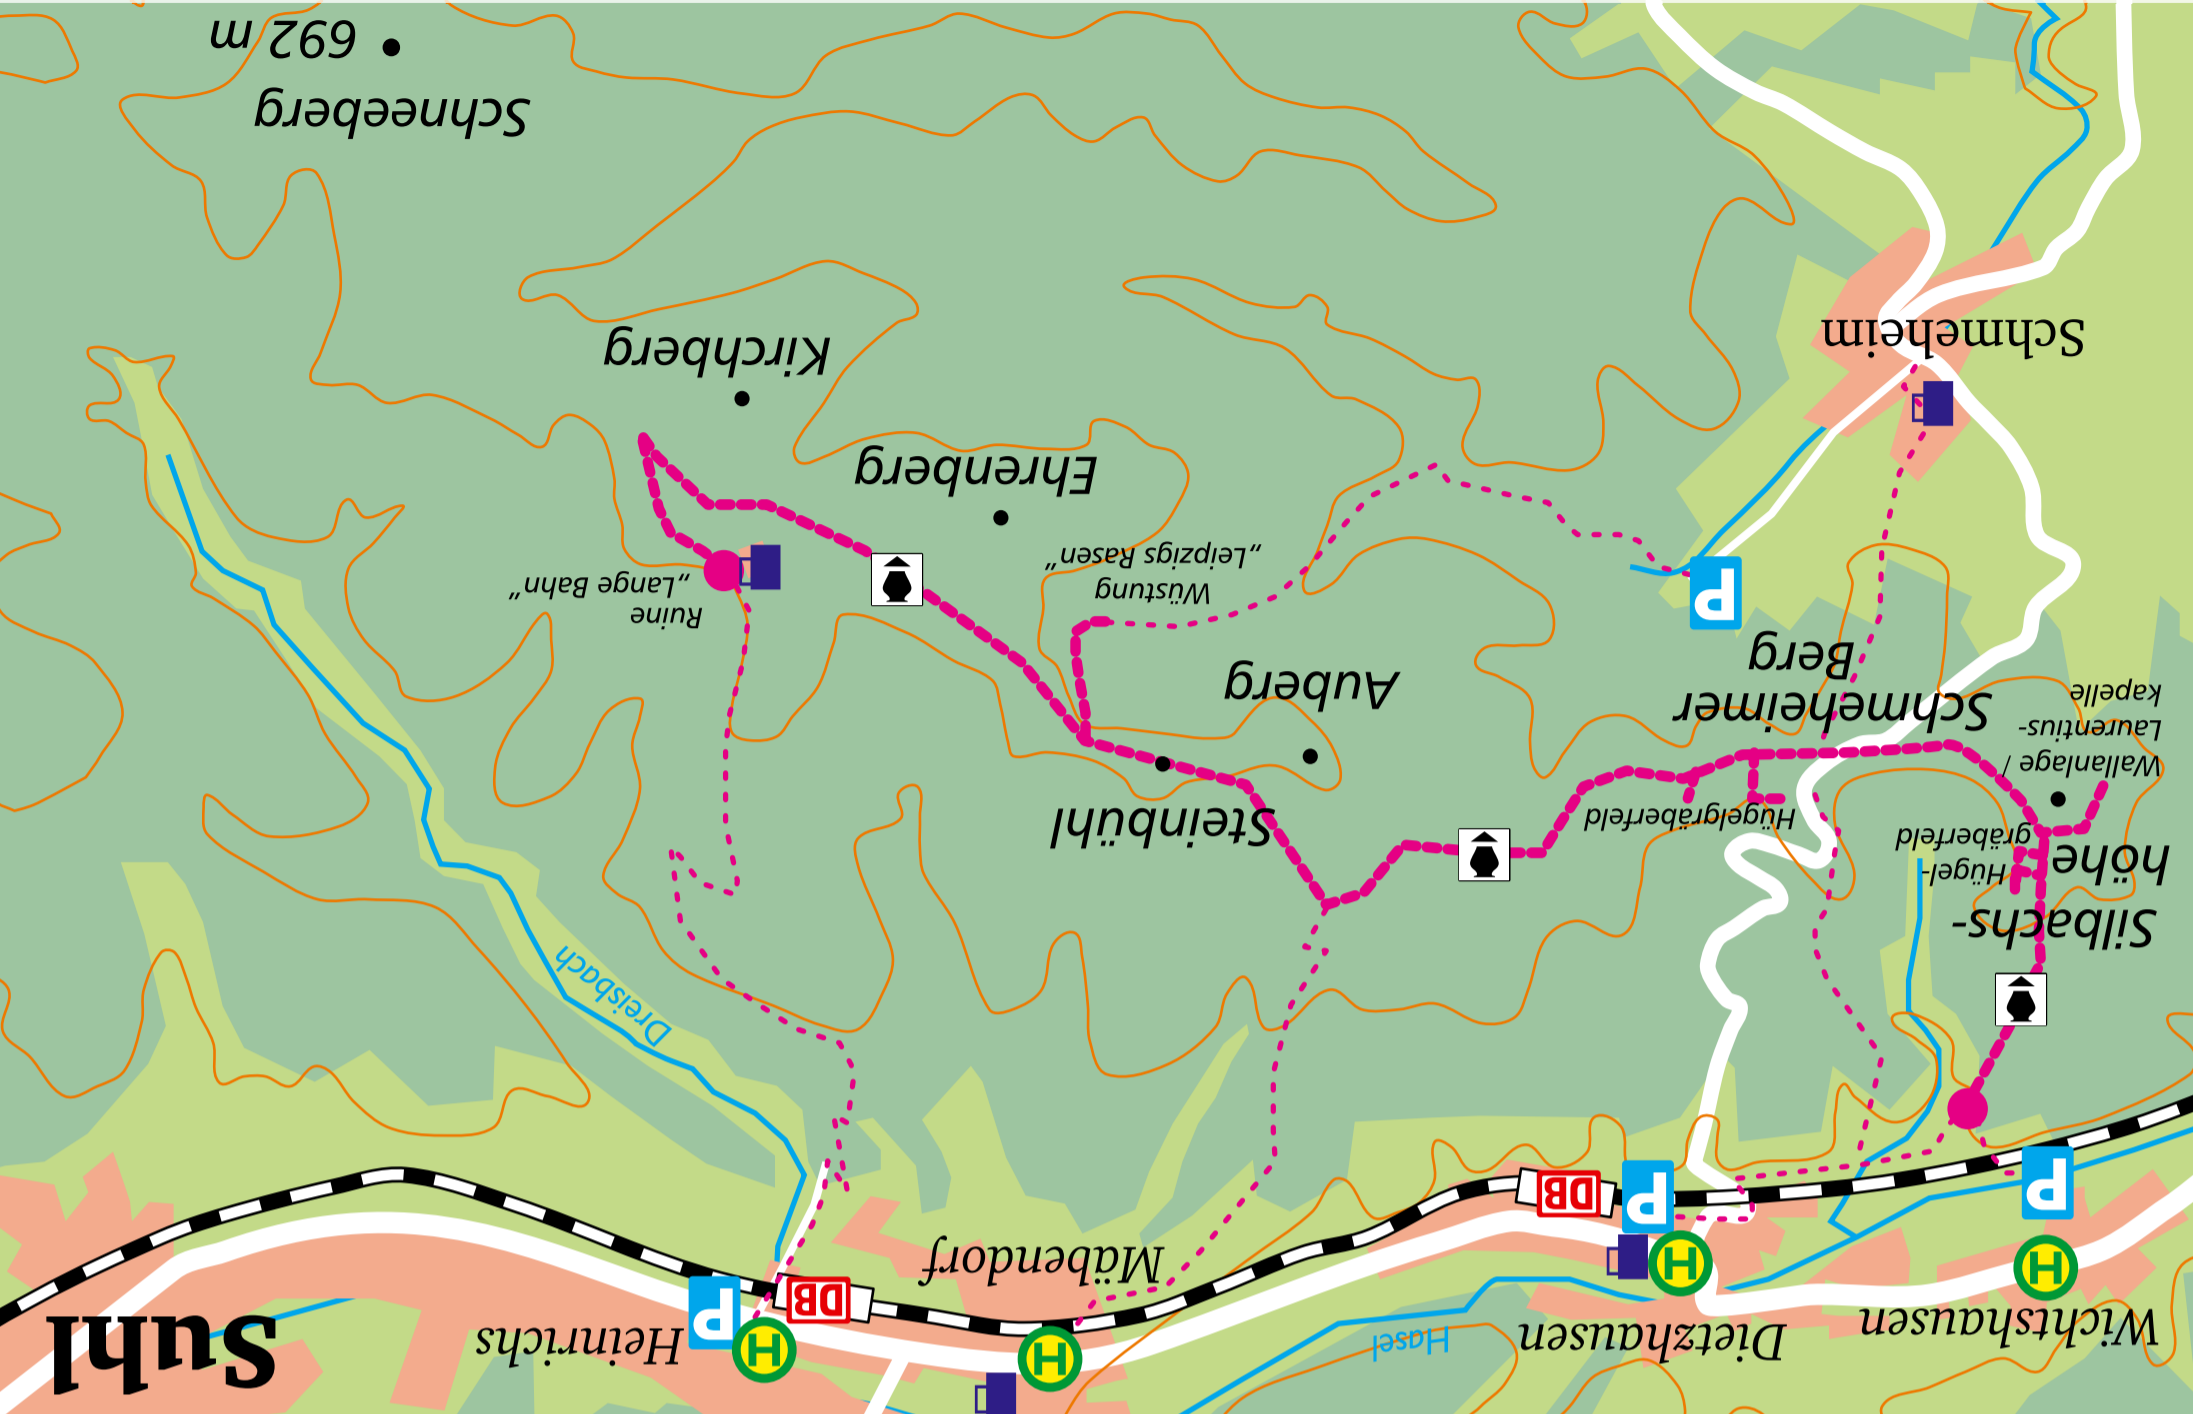 Wichtshausen
Dietzhausen
Hasel
Heinrichs
Suhl
H
H
H
H
P
P
P
DB
DB
Mäbendorf
Dreisbach
Silbachs-
höhe
Hügel-
gräberfeld
Wallanlage /
Laurentius-
kapelle
Hügelgräberfeld
Steinbühl
Schmeheimer
Berg
Auberg
P
Ruine
„Lange Bahn“
Wüstung
„Leipzigs Rasen“
Ehrenberg
Kirchberg
Schmeheim
Schneeberg
692 m